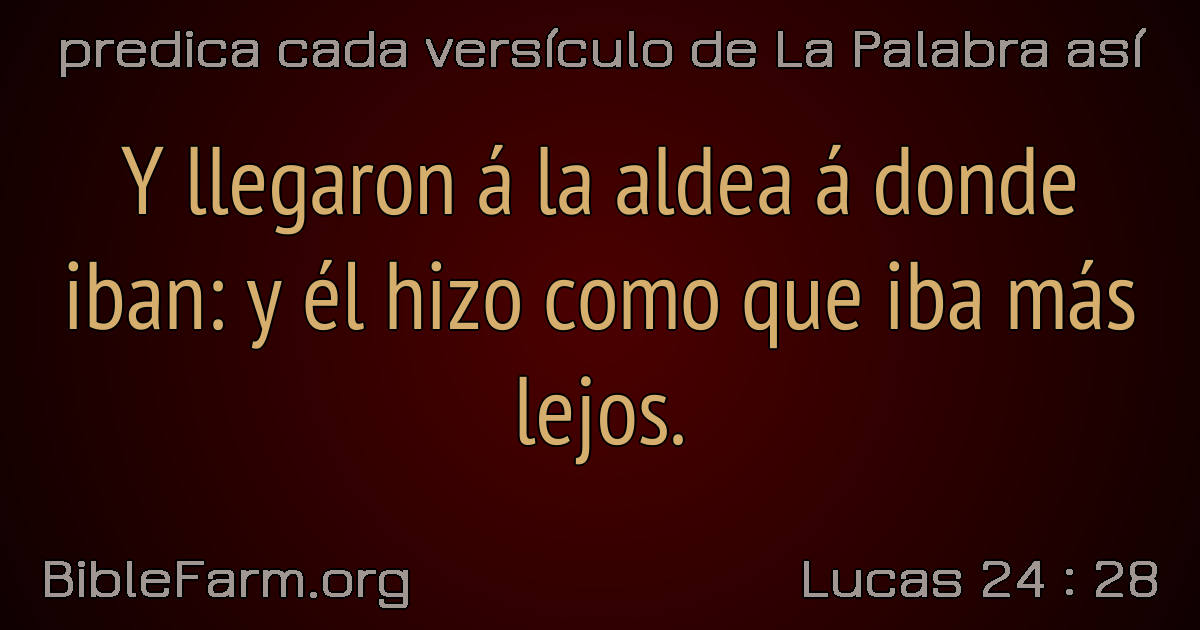 predica cada versículo de La Palabra así
Y llegaron á la aldea á donde
iban: y él hizo como que iba más
lejos.
BibleFarm.org
Lucas 24 : 28